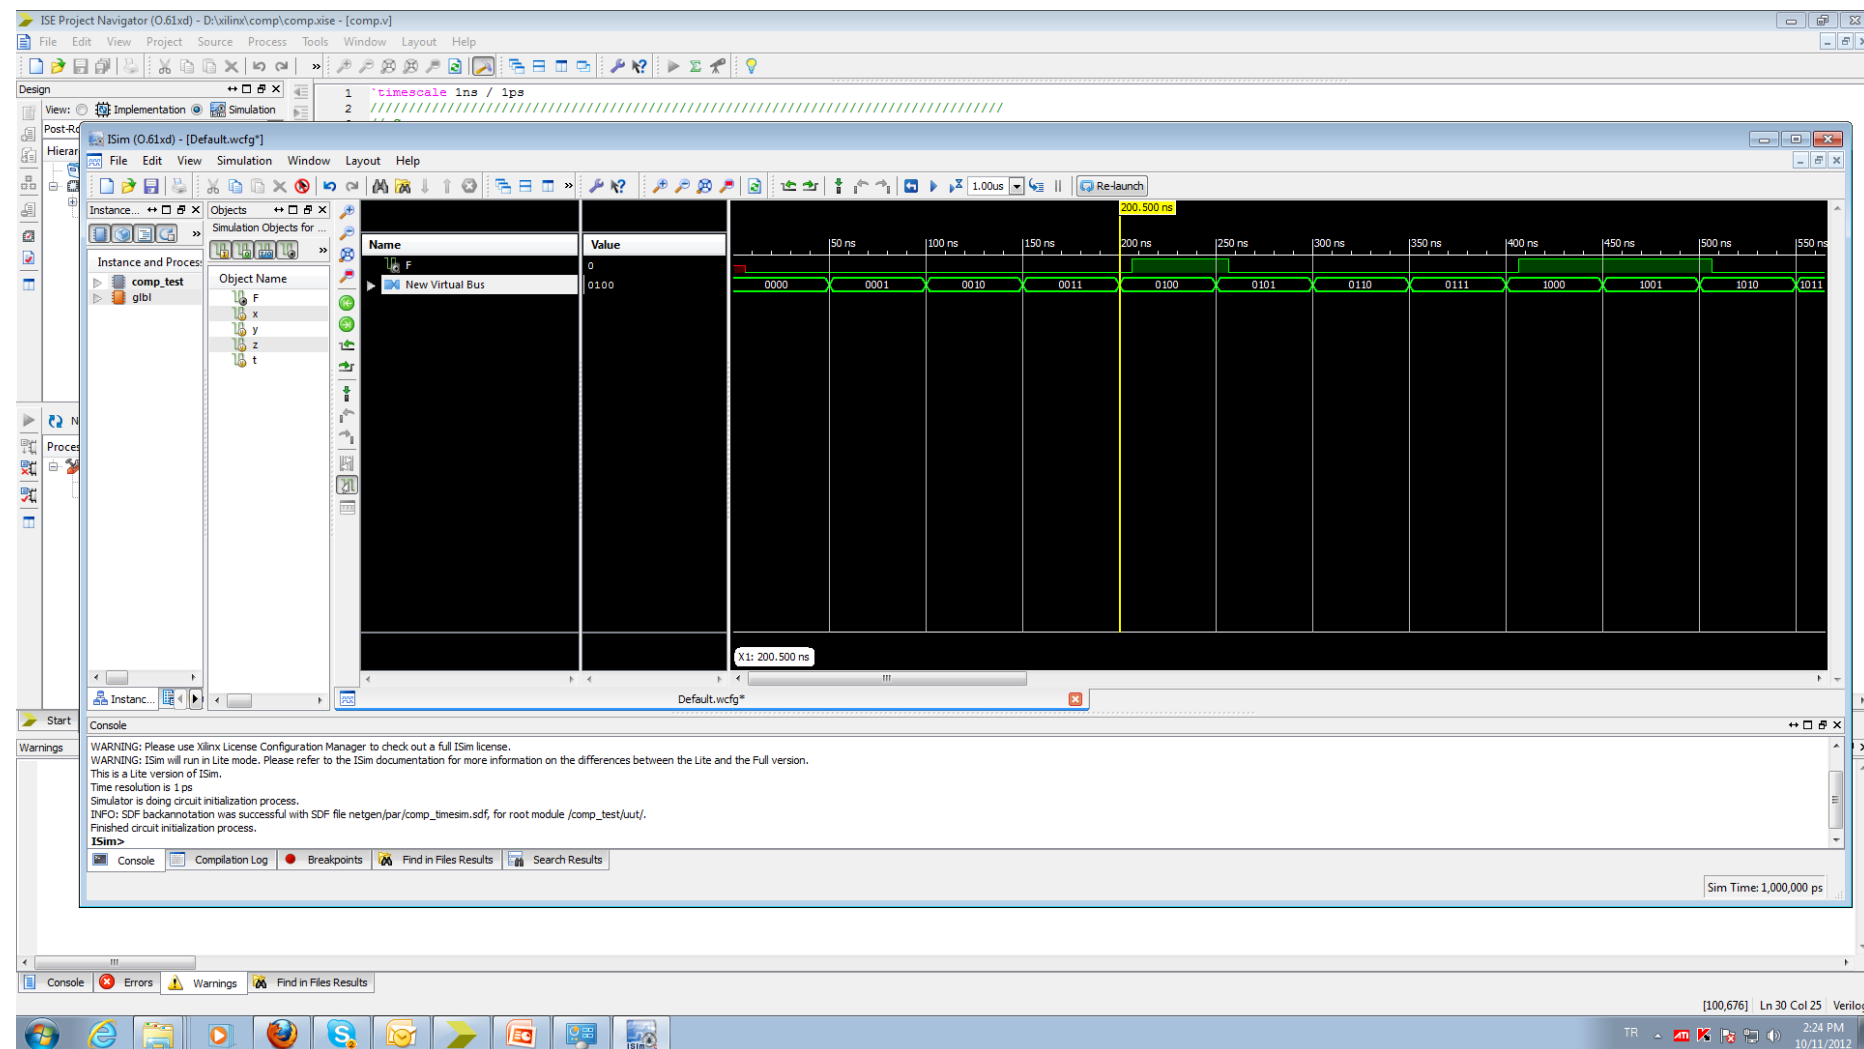 ISE Project Navigator (O.61xd) - D:\xilinx\comp\comp.xise - [comp.v]
File Edit View Project Source Process Tools Window Layout Help
Design
View: Implementation Simulation
1 `timescale 1ns / 1ps
2 //////////////////////////////////////////////////////////////////////////////////
Post-Ro
Hierar
ISim (O.61xd) - [Default.wcfg*]
File Edit View Simulation Window Layout Help
1.00us Re-launch
Instance... Objects
Simulation Objects for ...
Instance and Process
comp_test
glbl
Object Name
F
x
y
z
t
Name Value
F 0
New Virtual Bus 0100
200.500 ns
50 ns 100 ns 150 ns 200 ns 250 ns 300 ns 350 ns 400 ns 450 ns 500 ns 550 ns
0000 0001 0010 0011 0100 0101 0110 0111 1000 1001 1010 1011
X1: 200.500 ns
N
Proces
Instanc...
Default.wcfg*
Start
Warnings
Console
WARNING: Please use Xilinx License Configuration Manager to check out a full ISim license.
WARNING: ISim will run in Lite mode. Please refer to the ISim documentation for more information on the differences between the Lite and the Full version.
This is a Lite version of ISim.
Time resolution is 1 ps
Simulator is doing circuit initialization process.
INFO: SDF backannotation was successful with SDF file netgen/par/comp_timesim.sdf, for root module /comp_test/uut/.
Finished circuit initialization process.
ISim>
Console Compilation Log Breakpoints Find in Files Results Search Results
Sim Time: 1,000,000 ps
Console Errors Warnings Find in Files Results
[100,676] Ln 30 Col 25 Verilog
TR
2:24 PM
10/11/2012